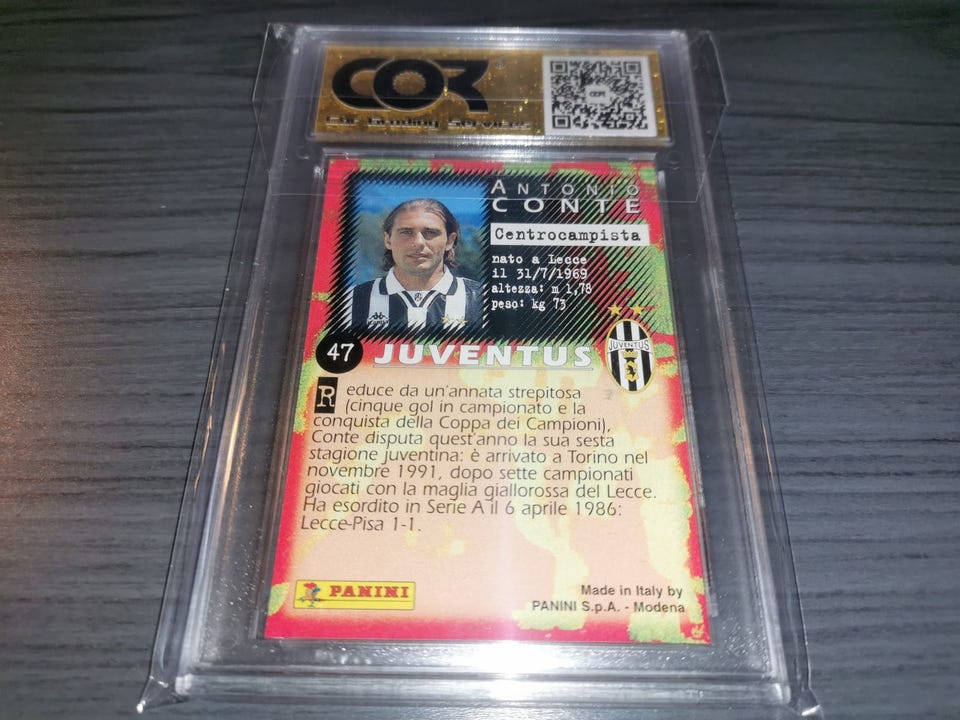 COR
Card Grading Services
ANTONIO
CONTE
Centrocampista
nato a Lecce
il 31/7/1969
altezza: m 1,78
peso: kg 73
Kappa
47 JUVENTUS
JUVENTUS
Reduce da un'annata strepitosa
(cinque gol in campionato e la
conquista della Coppa dei Campioni),
Conte disputa quest'anno la sua sesta
stagione juventina: è arrivato a Torino nel
novembre 1991, dopo sette campionati
giocati con la maglia giallorossa del Lecce.
Ha esordito in Serie A il 6 aprile 1986:
Lecce-Pisa 1-1.
PANINI
Made in Italy by
PANINI S.p.A. - Modena